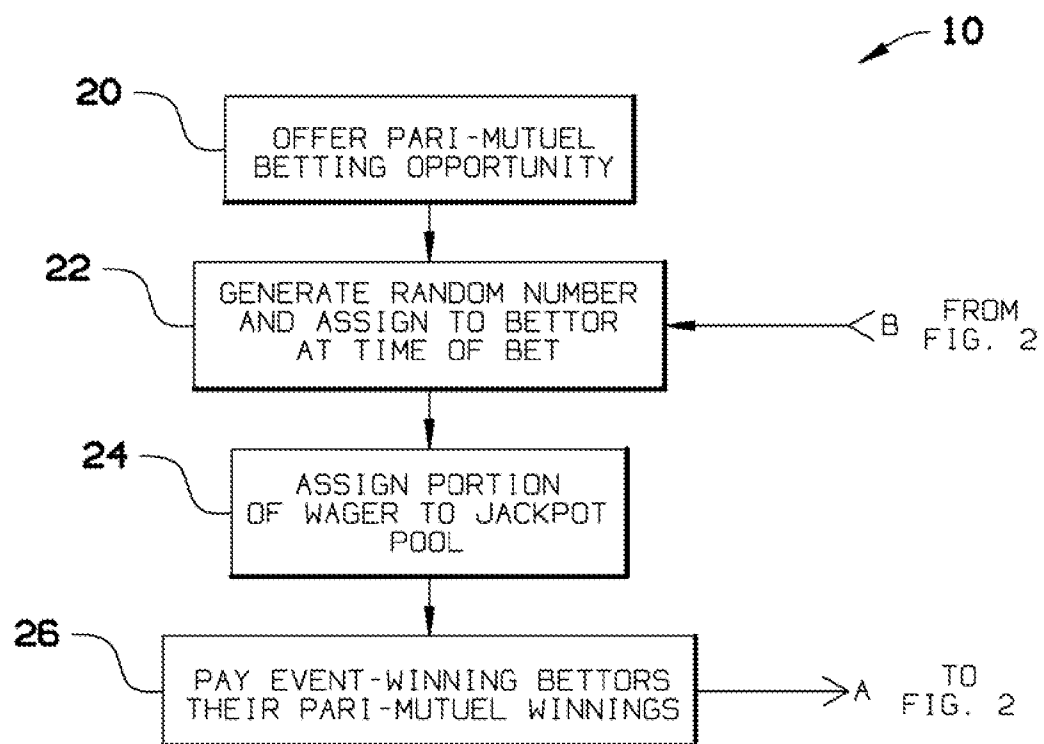 10
20
OFFER PARI-MUTUEL
BETTING OPPORTUNITY
22
GENERATE RANDOM NUMBER
AND ASSIGN TO BETTOR
AT TIME OF BET
B FROM
FIG. 2
24
ASSIGN PORTION
OF WAGER TO JACKPOT
POOL
26
PAY EVENT-WINNING BETTORS
THEIR PARI-MUTUEL WINNINGS
A TO
FIG. 2